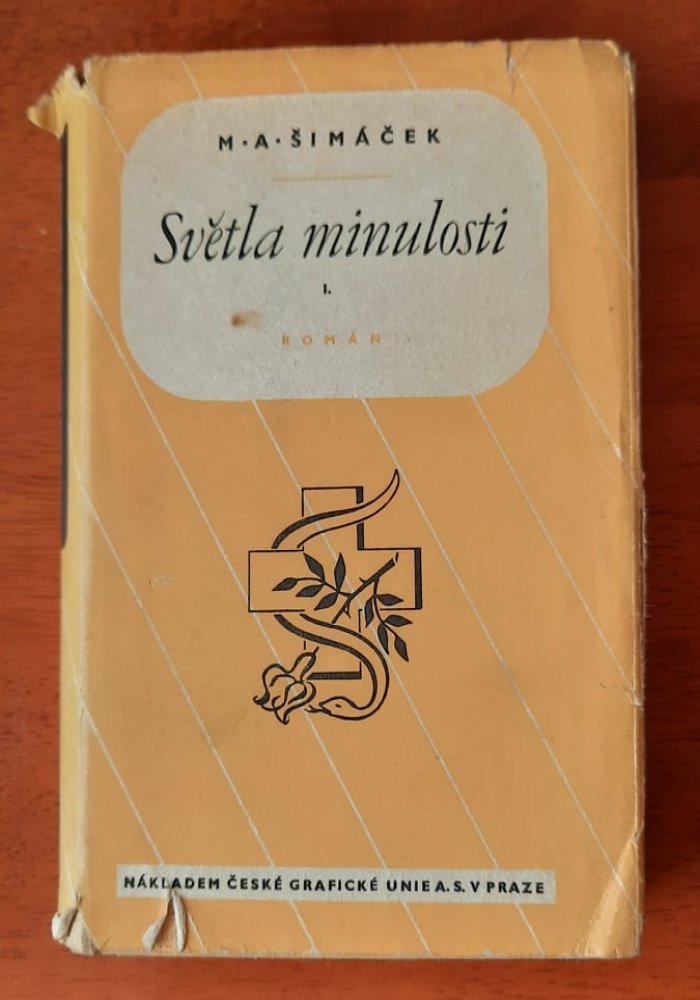 M·A·ŠIMÁČEK
Světla minulosti
I.
ROMÁN
NÁKLADEM ČESKÉ GRAFICKÉ UNIE A. S. V PRAZE